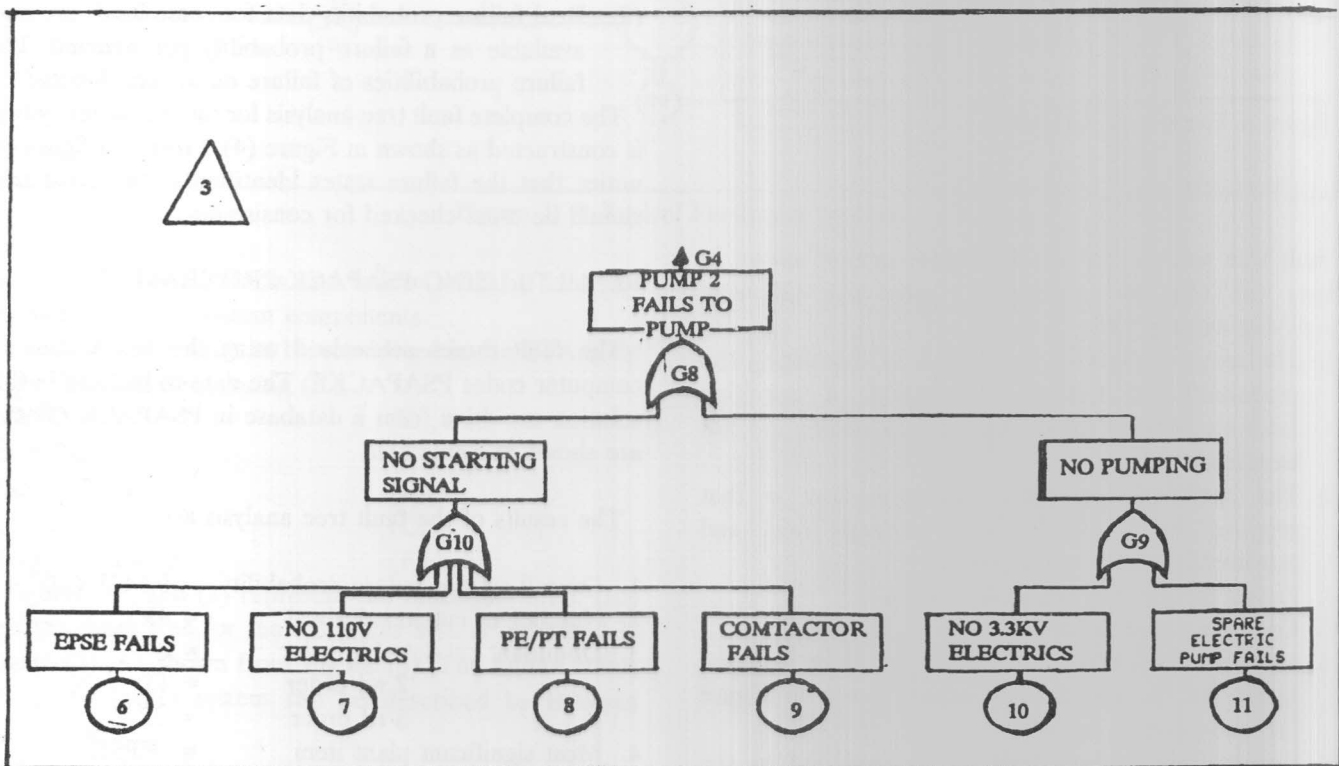 3
G4
PUMP 2
FAILS TO
PUMP
G8
NO STARTING
SIGNAL
NO PUMPING
G10
G9
EPSE FAILS
NO 110V
ELECTRICS
PE/PT FAILS
COMTACTOR
FAILS
NO 3.3KV
ELECTRICS
SPARE
ELECTRIC
PUMP FAILS
6
7
8
9
10
11